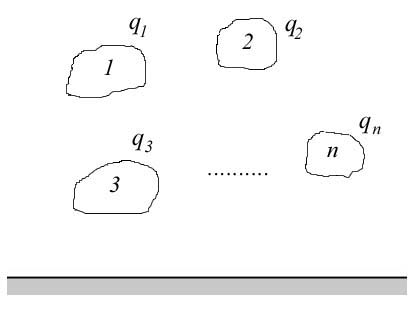 q1
q2
1
2
q3
qn
3
..........
n